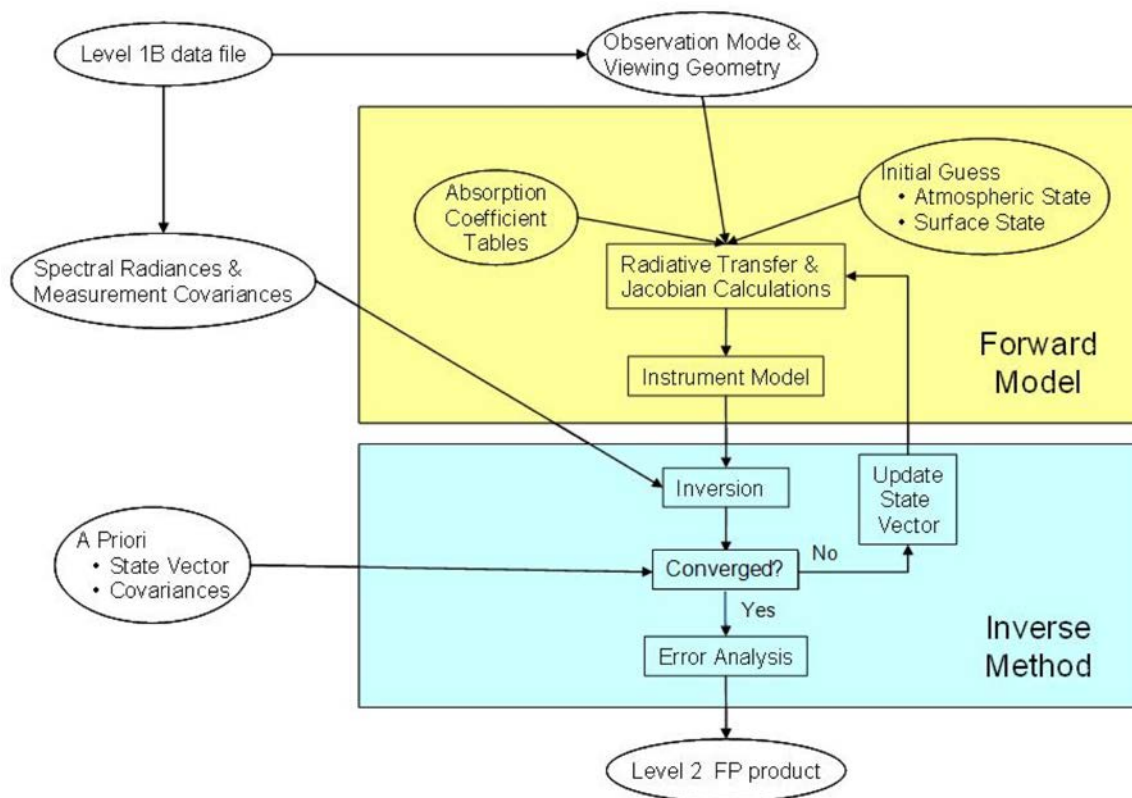 Level 1B data file
Observation Mode &
Viewing Geometry
Absorption
Coefficient
Tables
Initial Guess
• Atmospheric State
• Surface State
Spectral Radiances &
Measurement Covariances
Radiative Transfer &
Jacobian Calculations
Instrument Model
Forward
Model
Inversion
Update
State
Vector
A Priori
• State Vector
• Covariances
Converged?
No
Yes
Error Analysis
Inverse
Method
Level 2 FP product